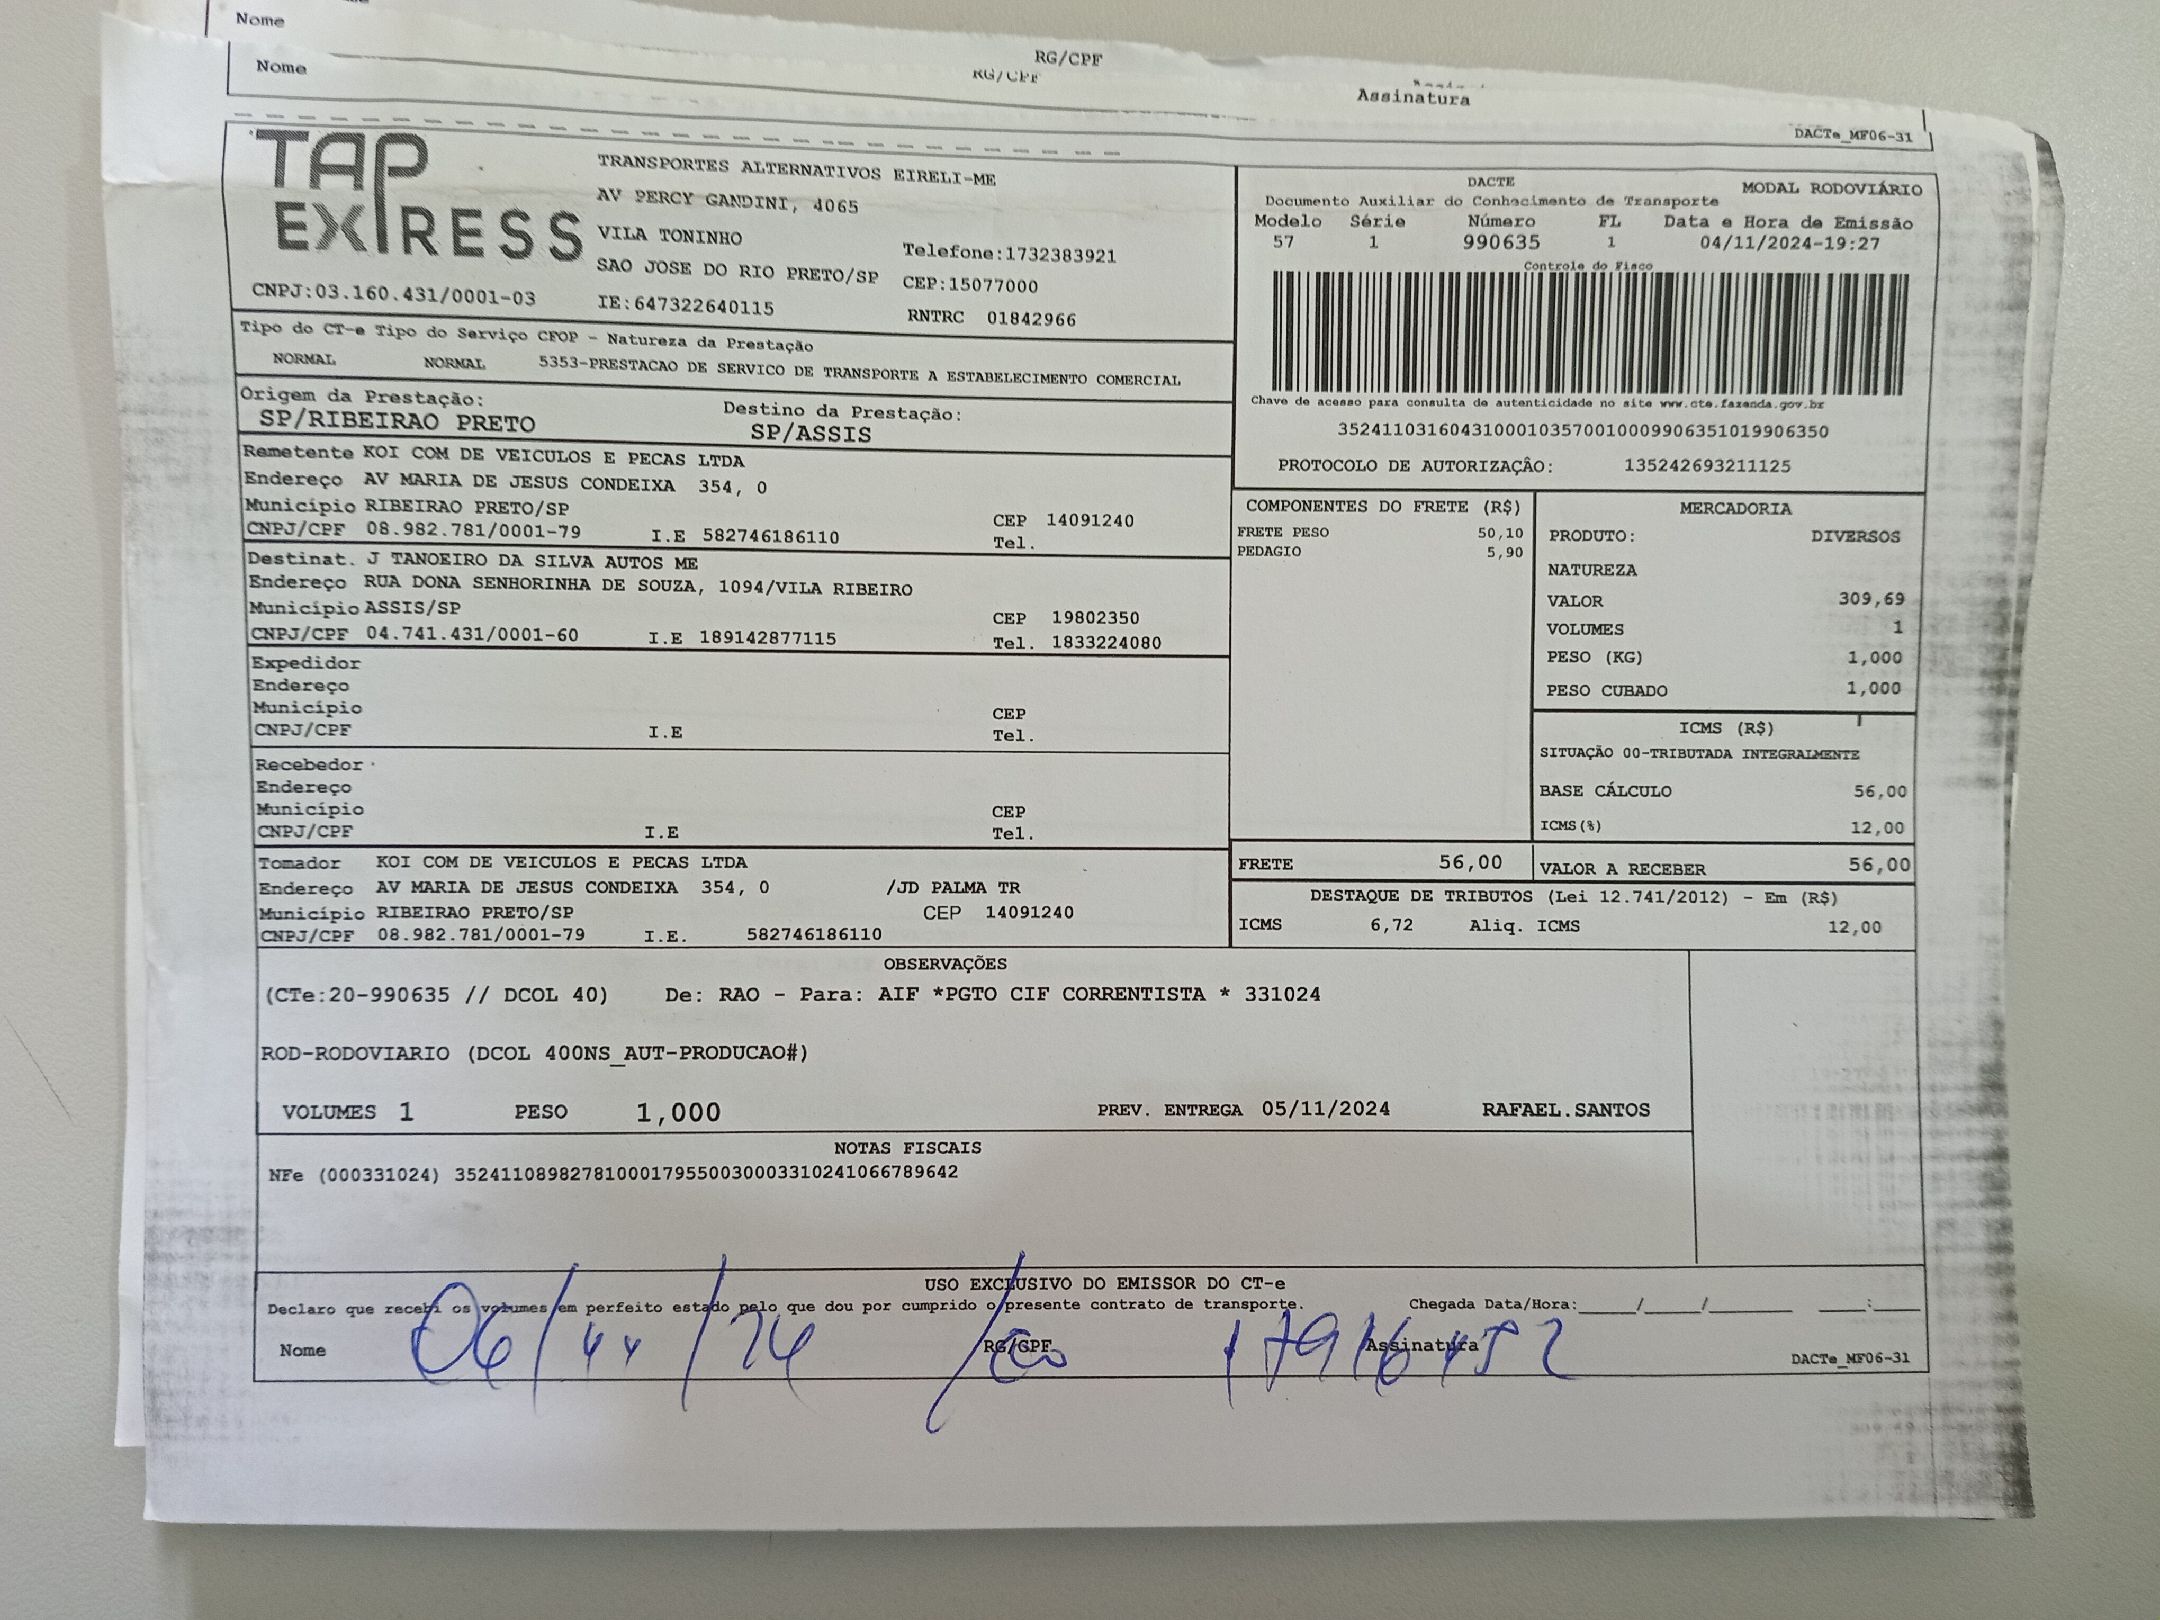 Nome
RG/CPF
Nome
RG/CPF
Assinatura
DACTe_MF06-31
TAP EXPRESS
TRANSPORTES ALTERNATIVOS EIRELI-ME
AV PERCY GANDINI, 4065
VILA TONINHO
Telefone:1732383921
SAO JOSE DO RIO PRETO/SP CEP:15077000
CNPJ:03.160.431/0001-03 IE:647322640115 RNTRC 01842966
DACTE MODAL RODOVIÁRIO
Documento Auxiliar do Conhecimento de Transporte
Modelo Série Número FL Data e Hora de Emissão
57 1 990635 1 04/11/2024-19:27
Controle do Fisco
Chave de acesso para consulta de autenticidade no site www.cte.fazenda.gov.br
35241103160431000103570010009906351019906350
PROTOCOLO DE AUTORIZAÇÃO: 135242693211125
Tipo do CT-e Tipo do Serviço CFOP - Natureza da Prestação
NORMAL NORMAL 5353-PRESTACAO DE SERVICO DE TRANSPORTE A ESTABELECIMENTO COMERCIAL
Origem da Prestação: Destino da Prestação:
SP/RIBEIRAO PRETO SP/ASSIS
Remetente KOI COM DE VEICULOS E PECAS LTDA
Endereço AV MARIA DE JESUS CONDEIXA 354, 0
Município RIBEIRAO PRETO/SP CEP 14091240
CNPJ/CPF 08.982.781/0001-79 I.E 582746186110 Tel.
Destinat. J TANOEIRO DA SILVA AUTOS ME
Endereço RUA DONA SENHORINHA DE SOUZA, 1094/VILA RIBEIRO
Município ASSIS/SP CEP 19802350
CNPJ/CPF 04.741.431/0001-60 I.E 189142877115 Tel. 1833224080
Expedidor
Endereço
Município CEP
CNPJ/CPF I.E Tel.
Recebedor
Endereço
Município CEP
CNPJ/CPF I.E Tel.
Tomador KOI COM DE VEICULOS E PECAS LTDA
Endereço AV MARIA DE JESUS CONDEIXA 354, 0 /JD PALMA TR
Município RIBEIRAO PRETO/SP CEP 14091240
CNPJ/CPF 08.982.781/0001-79 I.E. 582746186110
COMPONENTES DO FRETE (R$)
FRETE PESO 50,10
PEDAGIO 5,90
MERCADORIA
PRODUTO: DIVERSOS
NATUREZA
VALOR 309,69
VOLUMES 1
PESO (KG) 1,000
PESO CUBADO 1,000
ICMS (R$)
SITUAÇÃO 00-TRIBUTADA INTEGRALMENTE
BASE CÁLCULO 56,00
ICMS(%) 12,00
FRETE 56,00 VALOR A RECEBER 56,00
DESTAQUE DE TRIBUTOS (Lei 12.741/2012) - Em (R$)
ICMS 6,72 Aliq. ICMS 12,00
OBSERVAÇÕES
(CTe:20-990635 // DCOL 40) De: RAO - Para: AIF *PGTO CIF CORRENTISTA * 331024
ROD-RODOVIARIO (DCOL 400NS_AUT-PRODUCAO#)
VOLUMES 1 PESO 1,000 PREV. ENTREGA 05/11/2024 RAFAEL.SANTOS
NOTAS FISCAIS
NFe (000331024) 35241108982781000179550030003310241066789642
USO EXCLUSIVO DO EMISSOR DO CT-e
Declaro que recebi os volumes em perfeito estado pelo que dou por cumprido o presente contrato de transporte. Chegada Data/Hora:____/____/______ ____:____
Nome RG/CPF Assinatura
06/11/24
DACTe_MF06-31